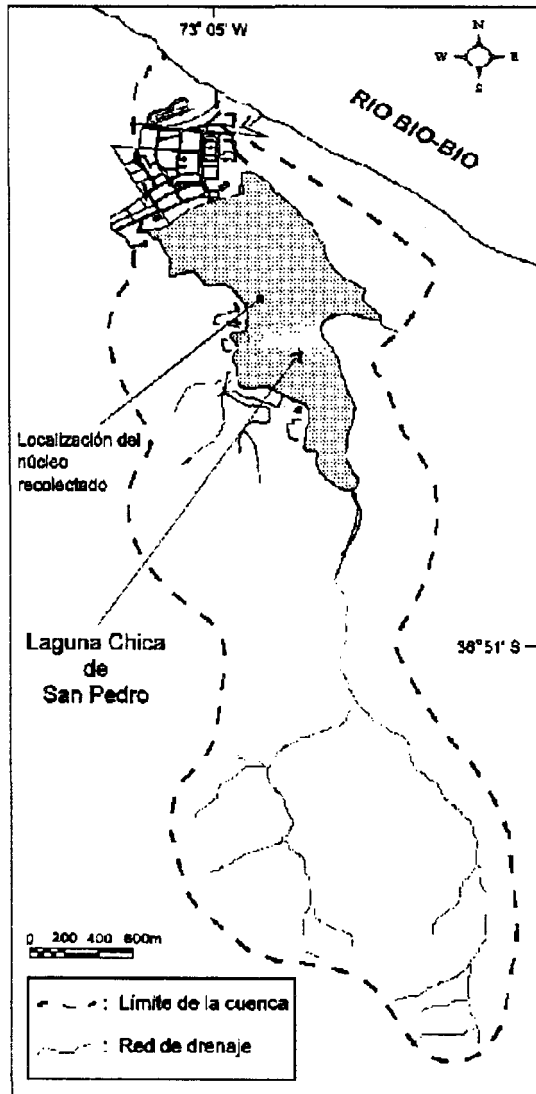 73° 05' W
N
W E
S
RIO BIO-BIO
Localización del
núcleo
recolectado
Laguna Chica
de
San Pedro
36° 51' S
0 200 400 600m
: Límite de la cuenca
: Red de drenaje